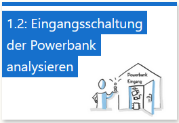 1.2: Eingangsschaltung
der Powerbank
analysieren
Powerbank
Eingang